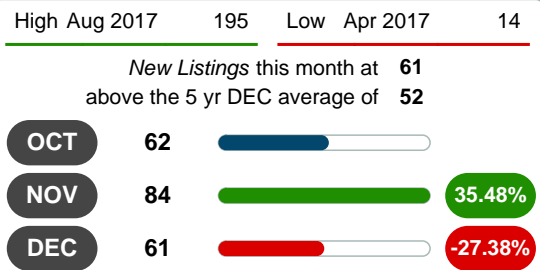 High Aug 2017 195 Low Apr 2017 14
New Listings this month at 61
above the 5 yr DEC average of 52
OCT 62
NOV 84 35.48%
DEC 61 -27.38%